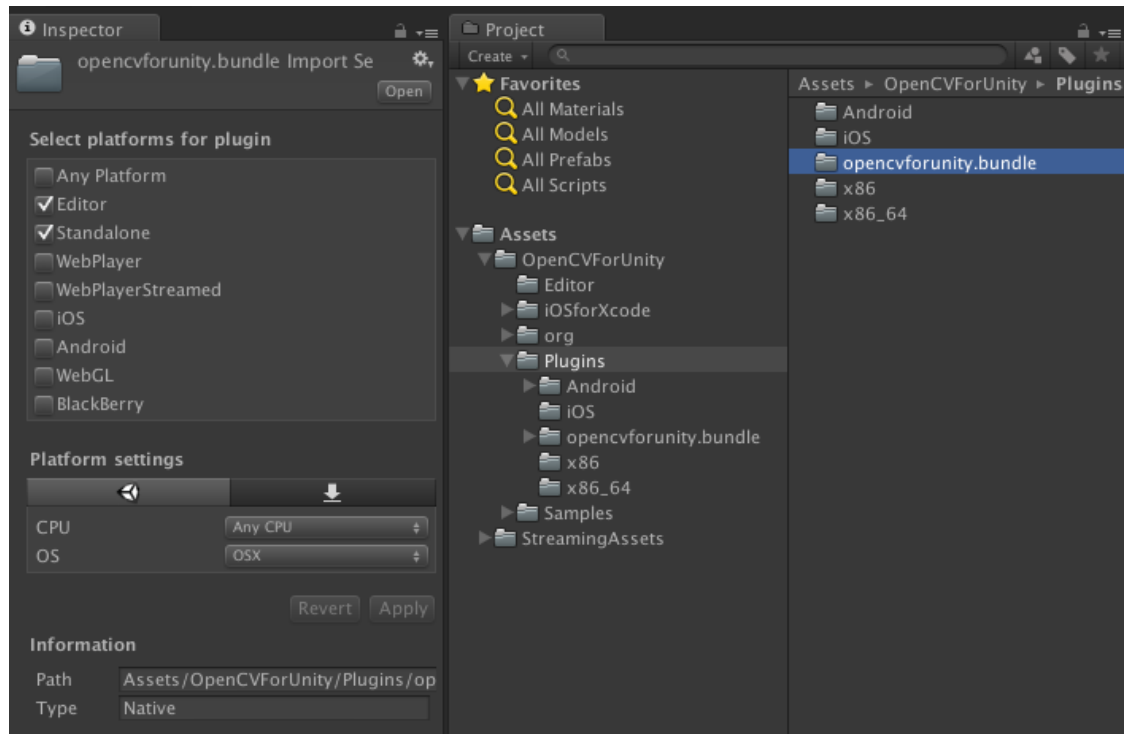 Inspector
opencvforunity.bundle Import Se
Open
Select platforms for plugin
Any Platform
Editor
Standalone
WebPlayer
WebPlayerStreamed
iOS
Android
WebGL
BlackBerry
Platform settings
CPU Any CPU
OS OSX
Revert Apply
Information
Path Assets/OpenCVForUnity/Plugins/op
Type Native
Project
Create
Favorites
All Materials
All Models
All Prefabs
All Scripts
Assets
OpenCVForUnity
Editor
iOSforXcode
org
Plugins
Android
iOS
opencvforunity.bundle
x86
x86_64
Samples
StreamingAssets
Assets ▸ OpenCVForUnity ▸ Plugins
Android
iOS
opencvforunity.bundle
x86
x86_64